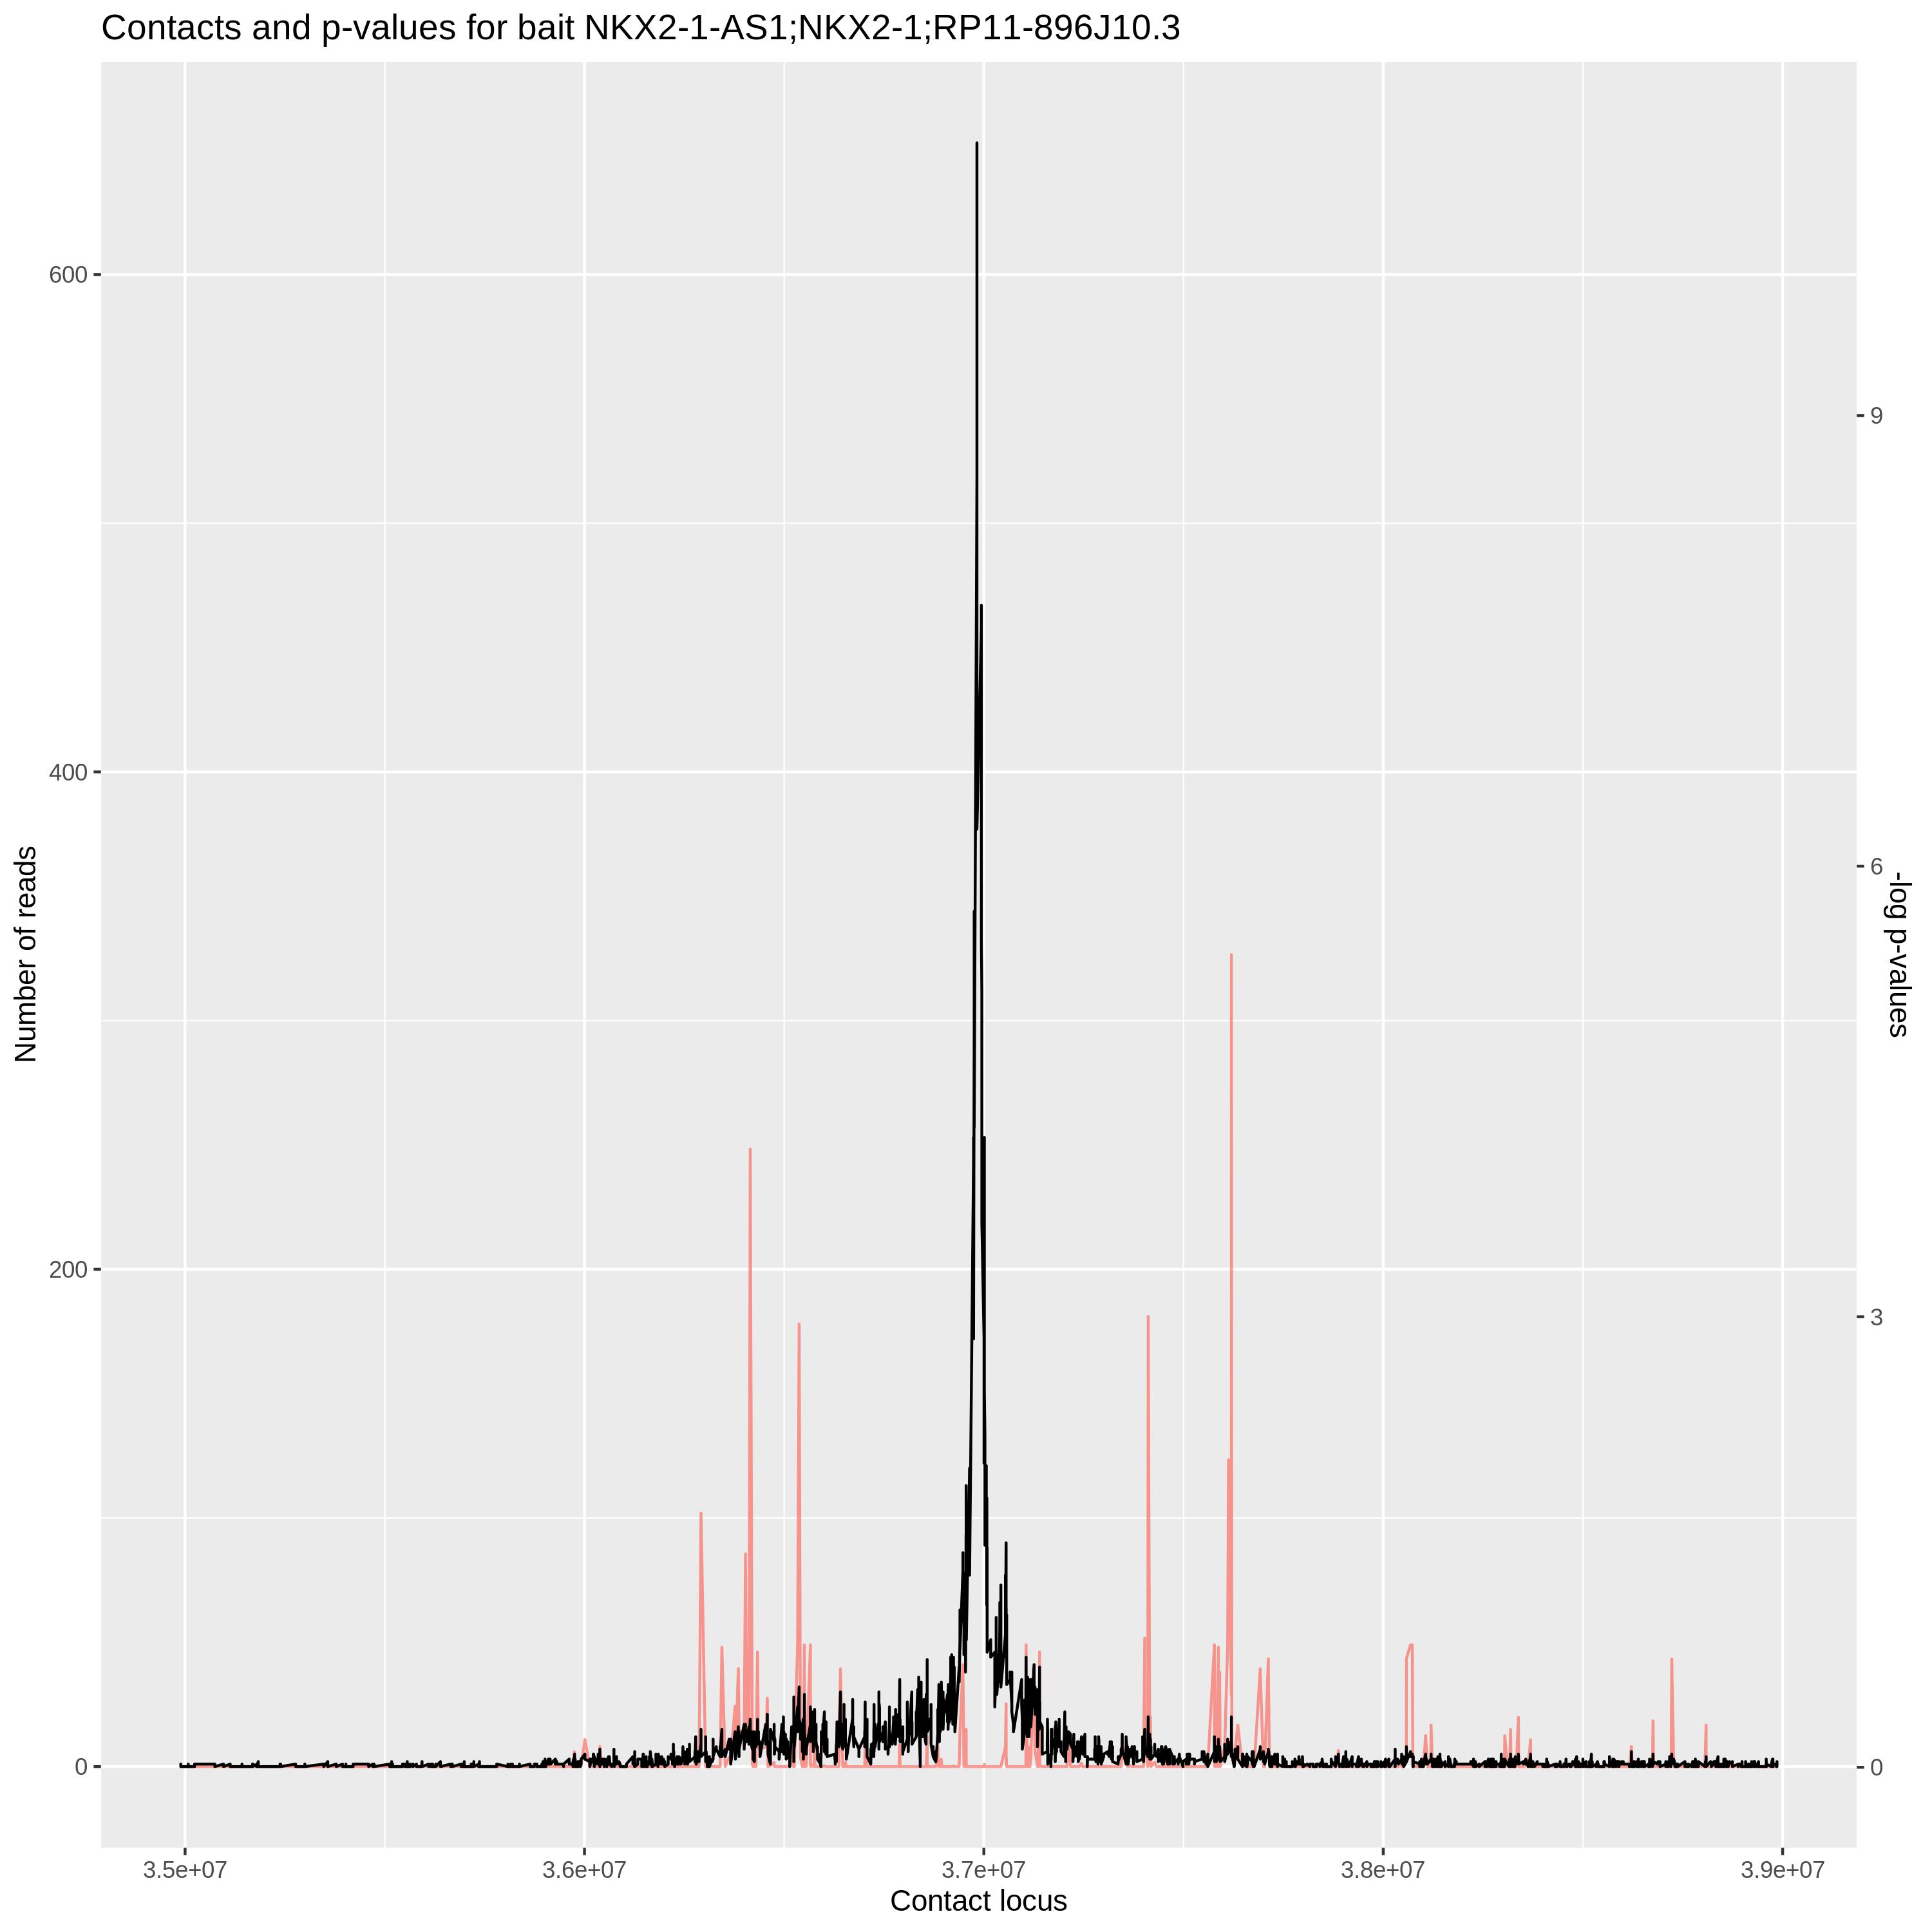 Contacts and p-values for bait NKX2-1-AS1;NKX2-1;RP11-896J10.3
600
400
200
0
Number of reads
9
6
3
0
-log p-values
3.5e+07 3.6e+07 3.7e+07 3.8e+07 3.9e+07
Contact locus